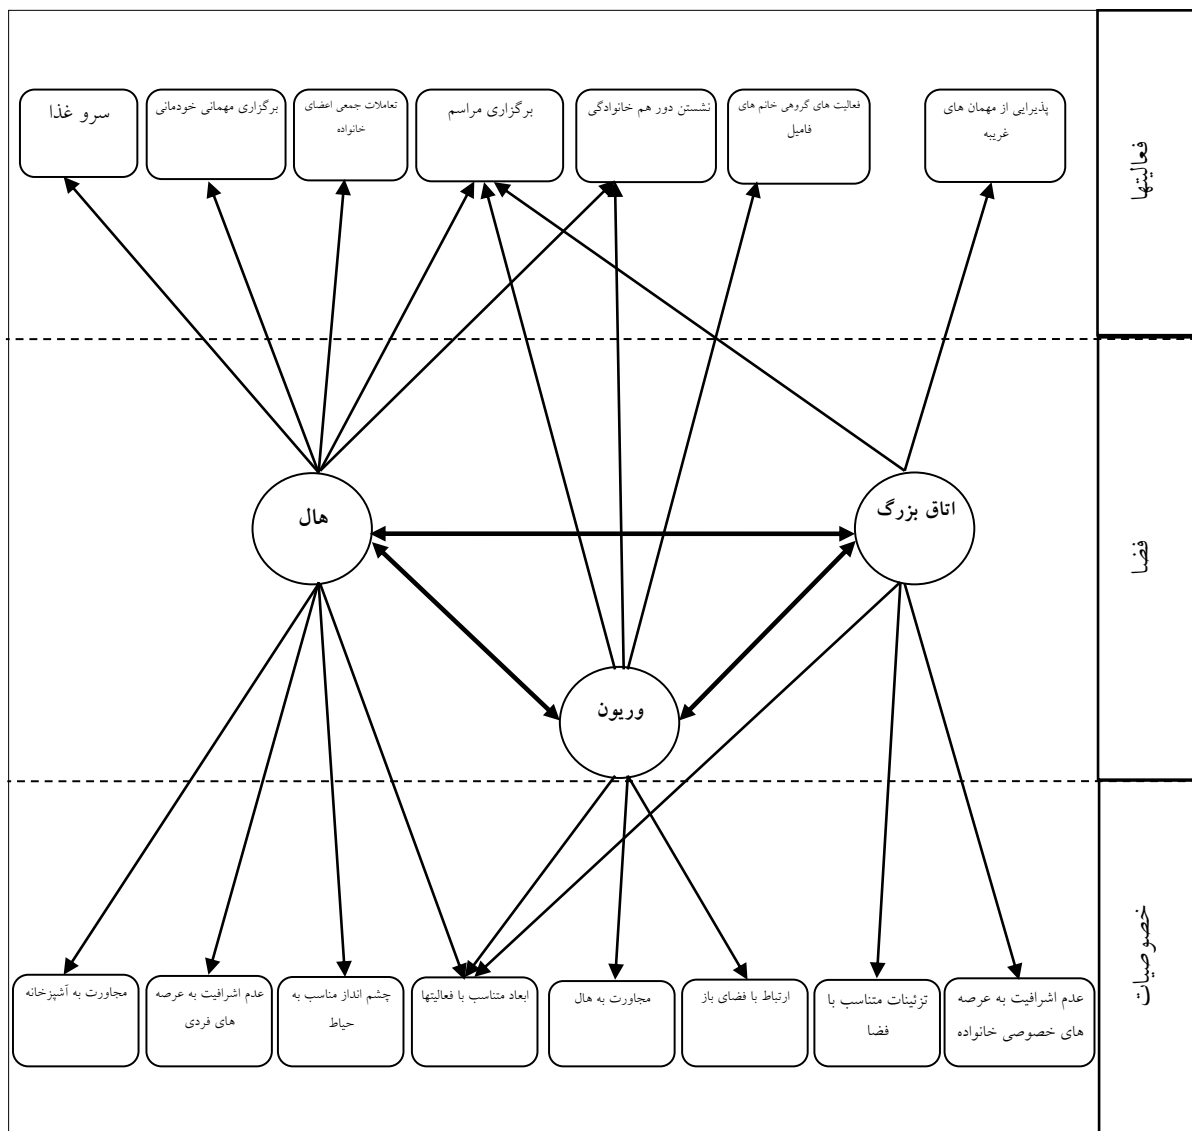 فعالیتها
پذیرایی از مهمان های
غریبه
فعالیت های گروهی خانم های
فامیل
نشستن دور هم خانوادگی
برگزاری مراسم
تعاملات جمعی اعضای
خانواده
برگزاری مهمانی خودمانی
سرو غذا
فضا
اتاق بزرگ
هال
وریون
خصوصیات
عدم اشرافیت به عرصه
های خصوصی خانواده
تزئینات متناسب با
فضا
ارتباط با فضای باز
مجاورت به هال
ابعاد متناسب با فعالیتها
چشم انداز مناسب به
حیاط
عدم اشرافیت به عرصه
های فردی
مجاورت به آشپزخانه